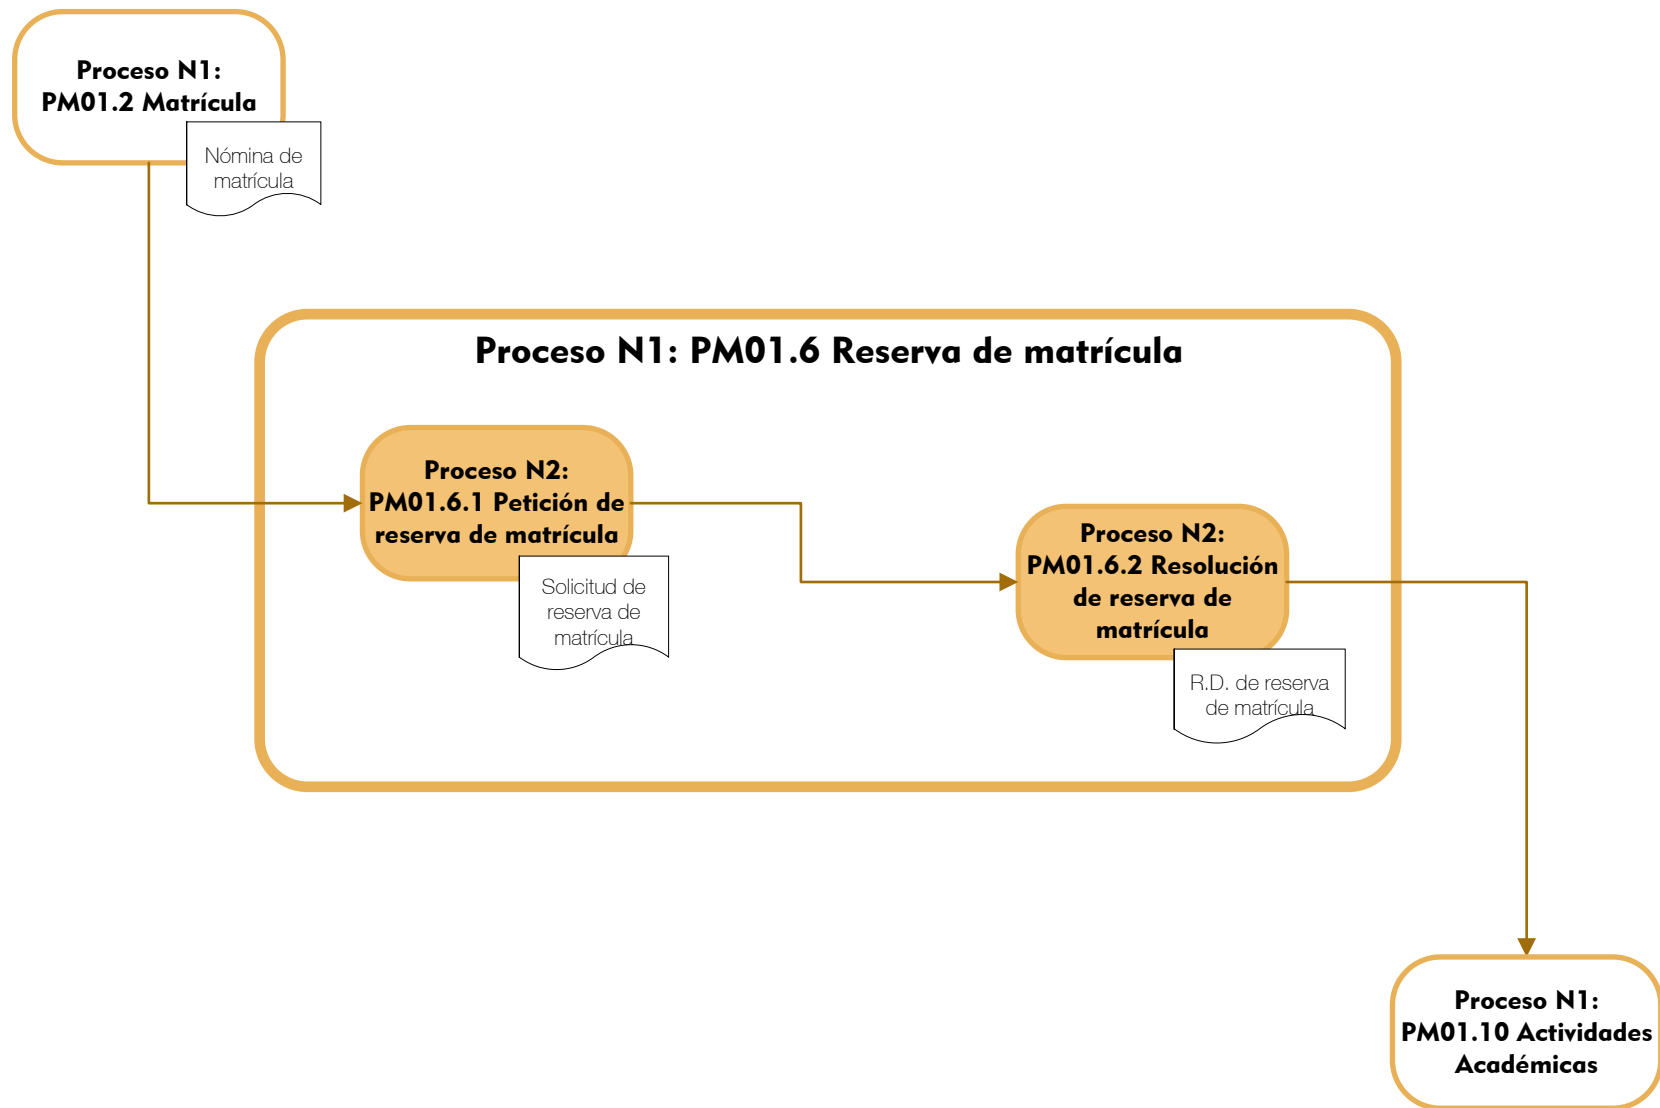 Proceso N1:
PM01.2 Matrícula
Nómina de
matrícula
Proceso N1: PM01.6 Reserva de matrícula
Proceso N2:
PM01.6.1 Petición de
reserva de matrícula
Solicitud de
reserva de
matrícula
Proceso N2:
PM01.6.2 Resolución
de reserva de
matrícula
R.D. de reserva
de matrícula
Proceso N1:
PM01.10 Actividades
Académicas